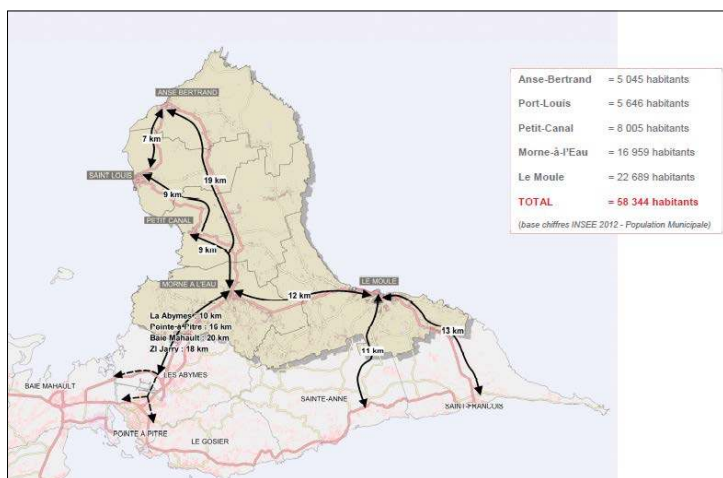 Anse-Bertrand = 5 045 habitants
Port-Louis = 5 646 habitants
Petit-Canal = 8 005 habitants
Morne-à-l'Eau = 16 959 habitants
Le Moule = 22 689 habitants
TOTAL = 58 344 habitants
(base chiffres INSEE 2012 - Population Municipale)
ANSE BERTRAND
7 km
SAINT LOUIS
19 km
9 km
PETIT CANAL
9 km
MORNE A L'EAU
LE MOULE
12 km
La Abymes: 10 km
Pointe-à-Pitre : 16 km
Baie Mahault : 20 km
ZI Jarry : 18 km
13 km
11 km
LES ABYMES
BAIE MAHAULT
SAINTE-ANNE
SAINT-FRANCOIS
POINTE A PITRE
LE GOSIER